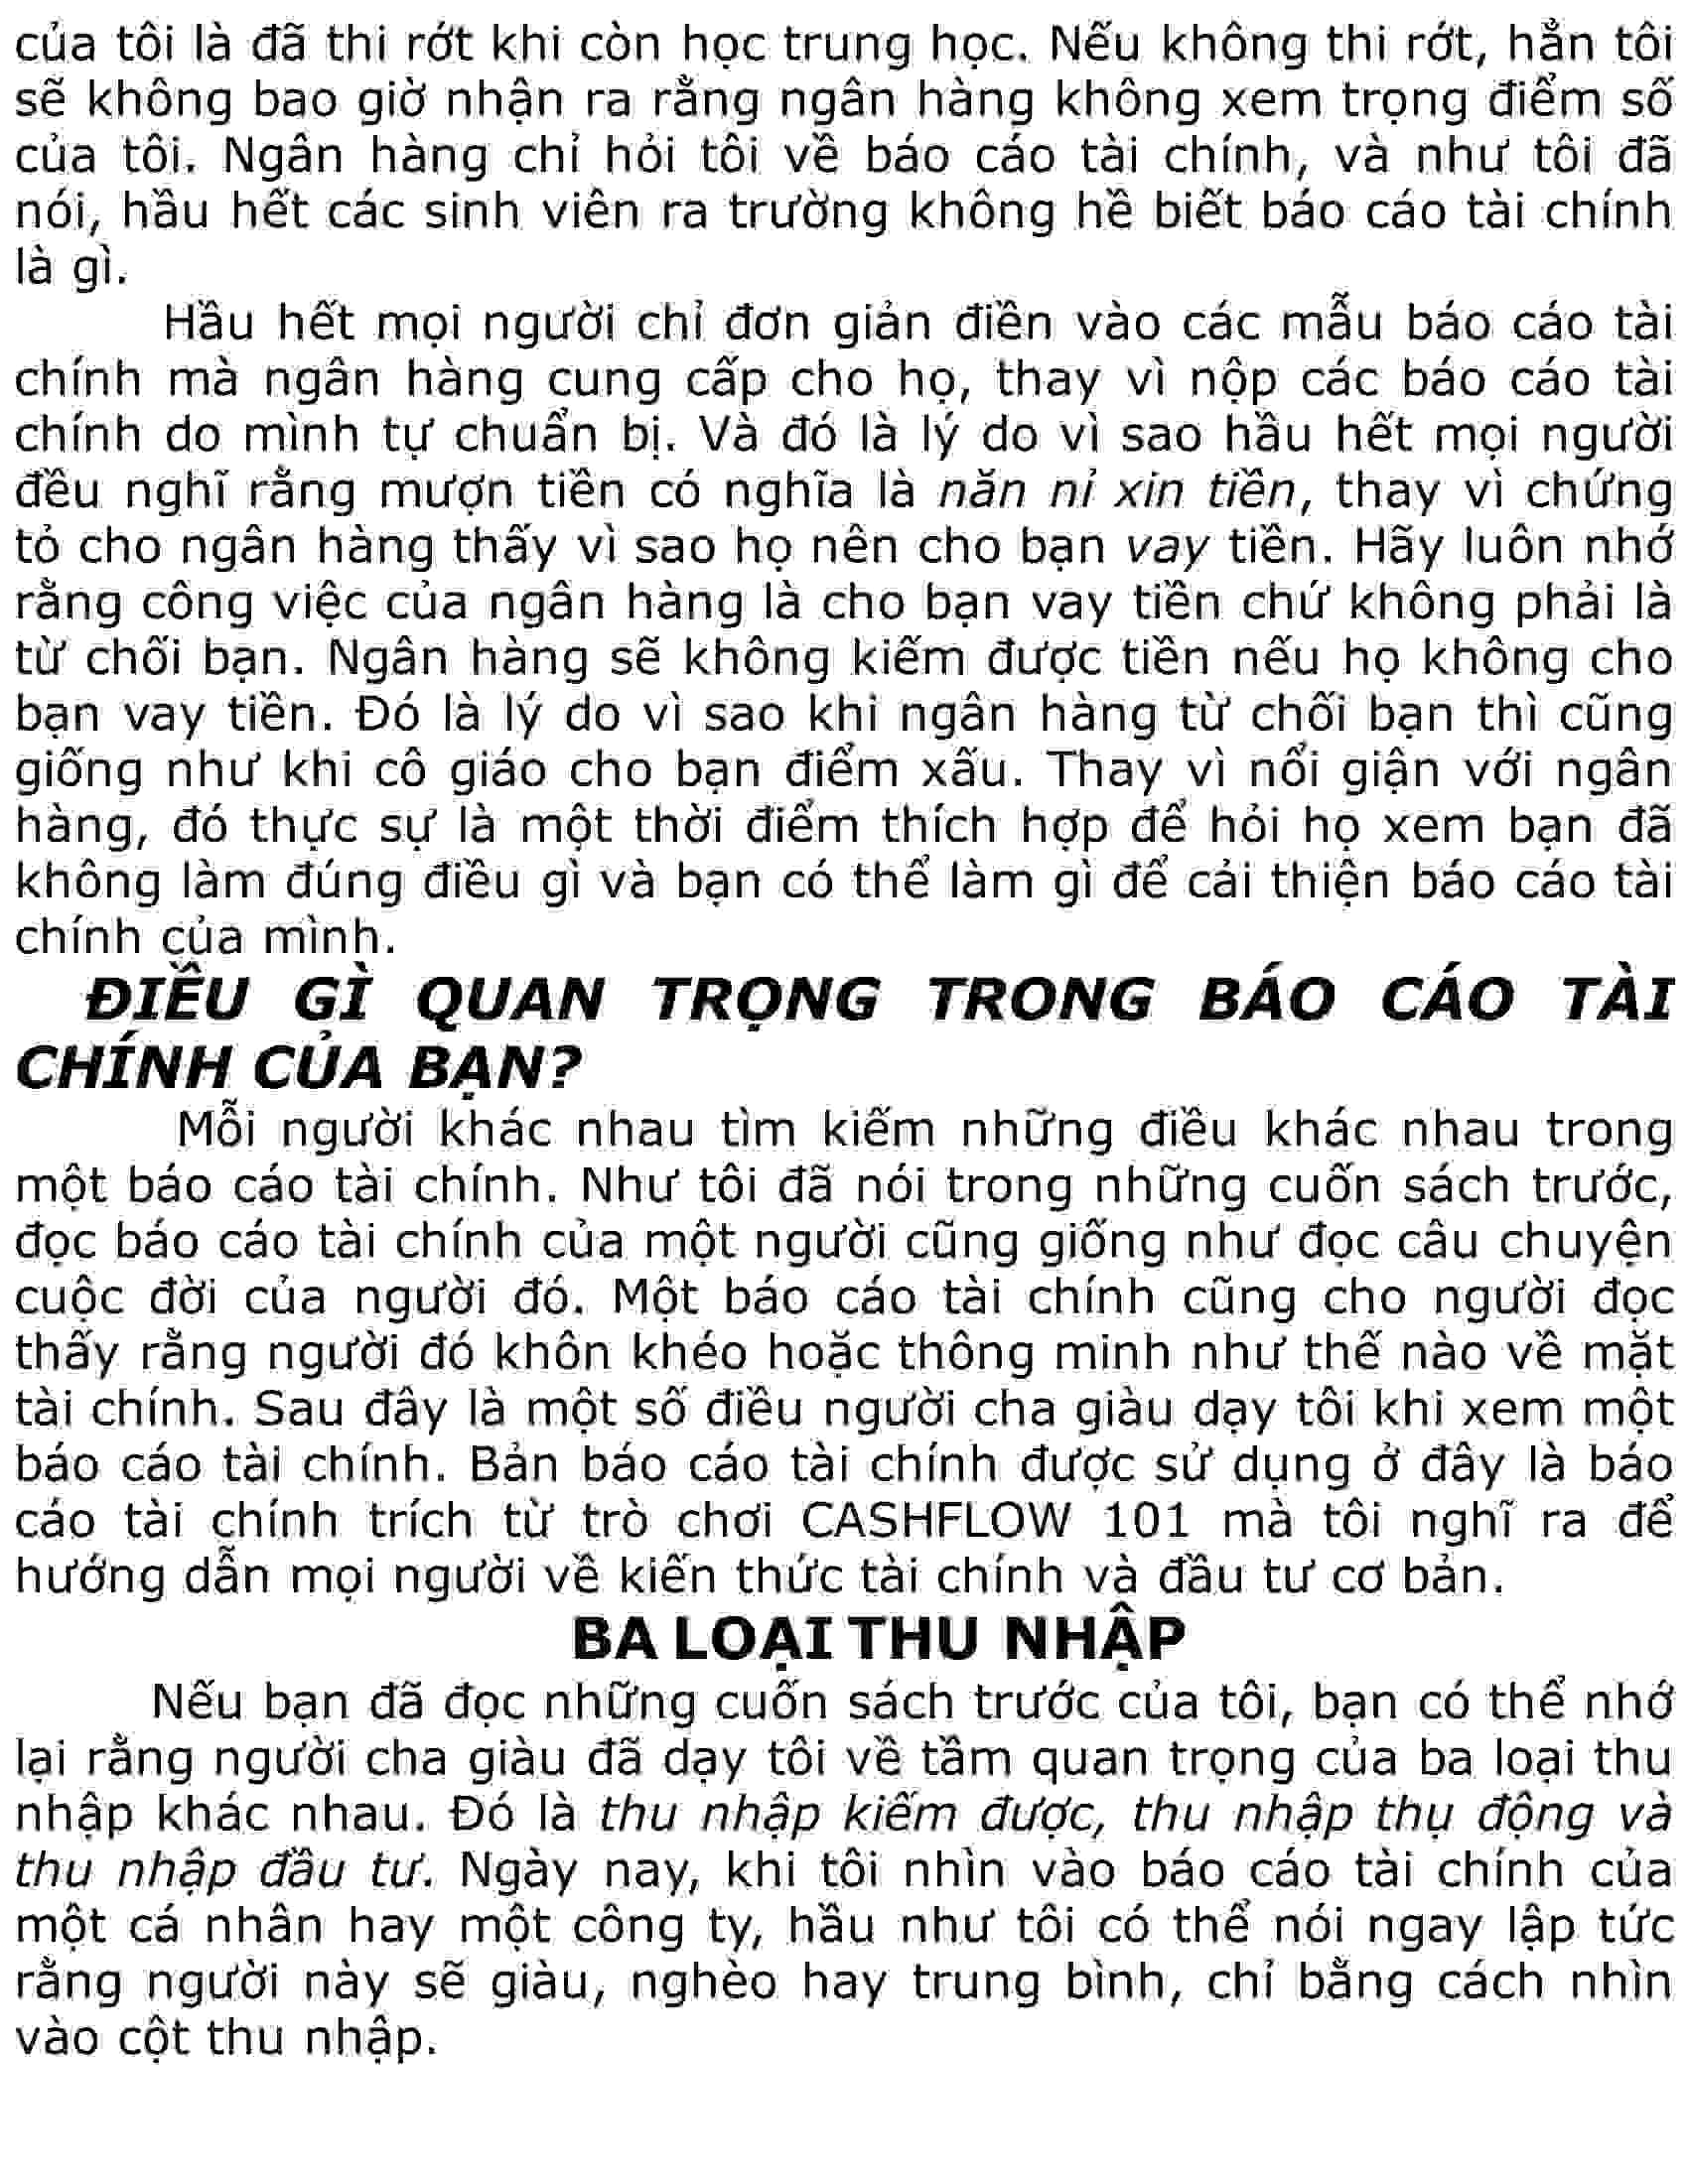 của tôi là đã thi rớt khi còn học trung học. Nếu không thi rớt, hẳn tôi
sẽ không bao giờ nhận ra rằng ngân hàng không xem trọng điểm số
của tôi. Ngân hàng chỉ hỏi tôi về báo cáo tài chính, và như tôi đã
nói, hầu hết các sinh viên ra trường không hề biết báo cáo tài chính
là gì.
Hầu hết mọi người chỉ đơn giản điền vào các mẫu báo cáo tài
chính mà ngân hàng cung cấp cho họ, thay vì nộp các báo cáo tài
chính do mình tự chuẩn bị. Và đó là lý do vì sao hầu hết mọi người
đều nghĩ rằng mượn tiền có nghĩa là năn nỉ xin tiền, thay vì chứng
tỏ cho ngân hàng thấy vì sao họ nên cho bạn vay tiền. Hãy luôn nhớ
rằng công việc của ngân hàng là cho bạn vay tiền chứ không phải là
từ chối bạn. Ngân hàng sẽ không kiếm được tiền nếu họ không cho
bạn vay tiền. Đó là lý do vì sao khi ngân hàng từ chối bạn thì cũng
giống như khi cô giáo cho bạn điểm xấu. Thay vì nổi giận với ngân
hàng, đó thực sự là một thời điểm thích hợp để hỏi họ xem bạn đã
không làm đúng điều gì và bạn có thể làm gì để cải thiện báo cáo tài
chính của mình.
ĐIỀU GÌ QUAN TRỌNG TRONG BÁO CÁO TÀI
CHÍNH CỦA BẠN?
Mỗi người khác nhau tìm kiếm những điều khác nhau trong
một báo cáo tài chính. Như tôi đã nói trong những cuốn sách trước,
đọc báo cáo tài chính của một người cũng giống như đọc câu chuyện
cuộc đời của người đó. Một báo cáo tài chính cũng cho người đọc
thấy rằng người đó khôn khéo hoặc thông minh như thế nào về mặt
tài chính. Sau đây là một số điều người cha giàu dạy tôi khi xem một
báo cáo tài chính. Bản báo cáo tài chính được sử dụng ở đây là báo
cáo tài chính trích từ trò chơi CASHFLOW 101 mà tôi nghĩ ra để
hướng dẫn mọi người về kiến thức tài chính và đầu tư cơ bản.
BA LOẠI THU NHẬP
Nếu bạn đã đọc những cuốn sách trước của tôi, bạn có thể nhớ
lại rằng người cha giàu đã dạy tôi về tầm quan trọng của ba loại thu
nhập khác nhau. Đó là thu nhập kiếm được, thu nhập thụ động và
thu nhập đầu tư. Ngày nay, khi tôi nhìn vào báo cáo tài chính của
một cá nhân hay một công ty, hầu như tôi có thể nói ngay lập tức
rằng người này sẽ giàu, nghèo hay trung bình, chỉ bằng cách nhìn
vào cột thu nhập.